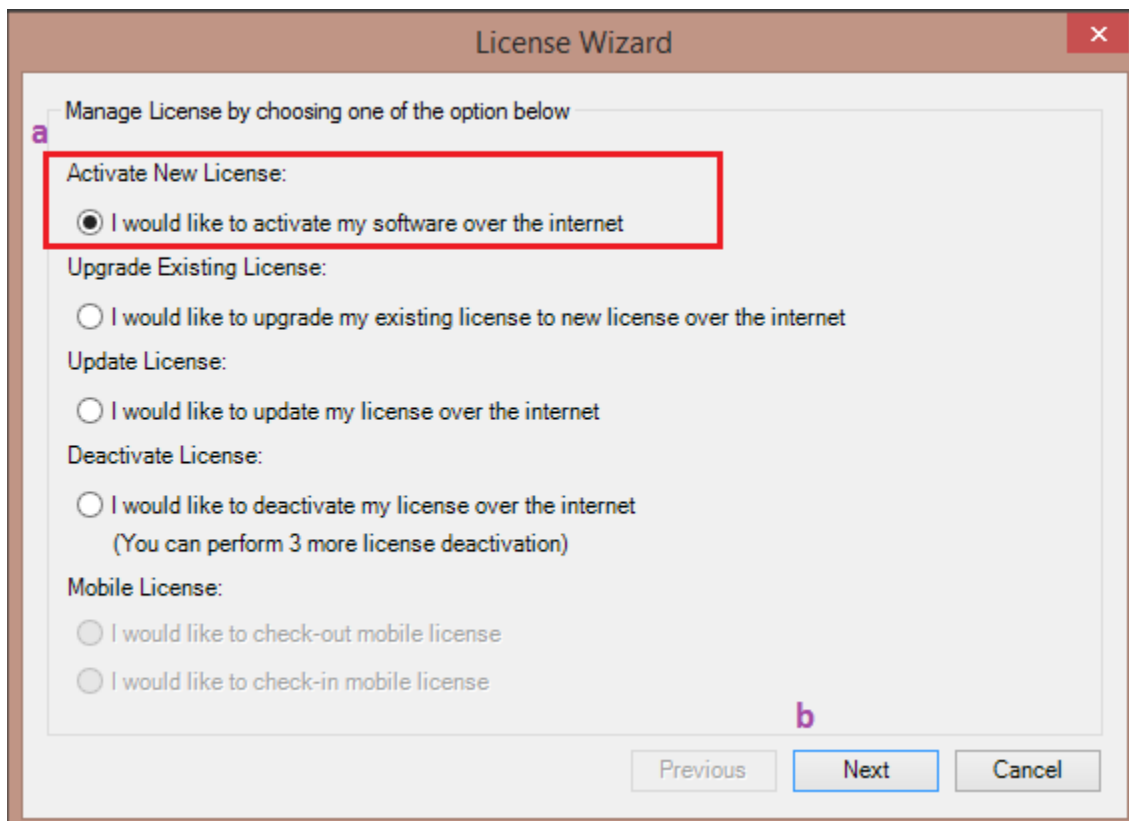 License Wizard
Manage License by choosing one of the option below
a
Activate New License:
I would like to activate my software over the internet
Upgrade Existing License:
I would like to upgrade my existing license to new license over the internet
Update License:
I would like to update my license over the internet
Deactivate License:
I would like to deactivate my license over the internet
(You can perform 3 more license deactivation)
Mobile License:
I would like to check-out mobile license
I would like to check-in mobile license
b
Previous Next Cancel